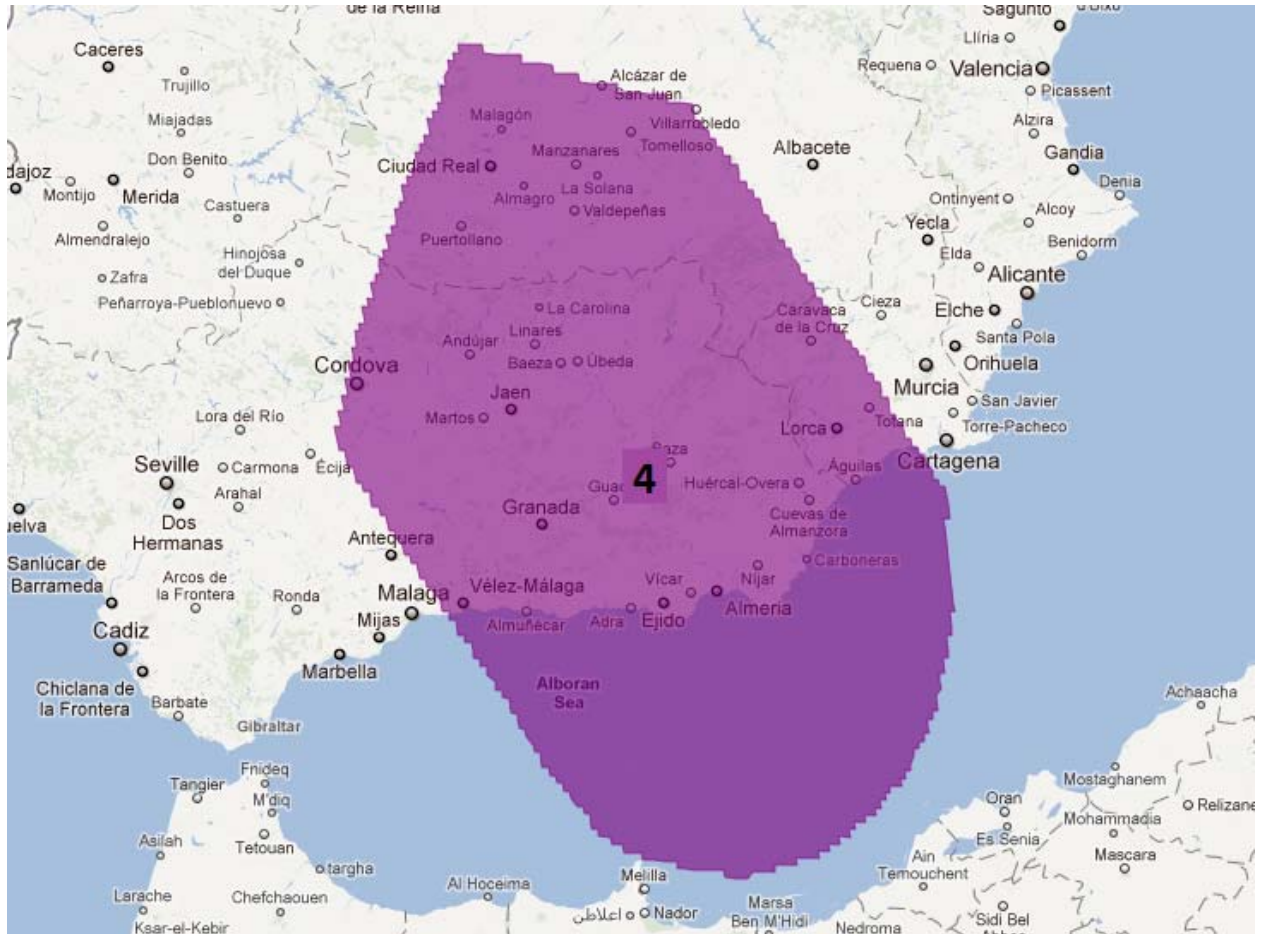 de la Reina
Caceres
Trujillo
Miajadas
Don Benito
Montijo
Merida
Castuera
Almendralejo
Zafra
Hinojosa
del Duque
Peñarroya-Pueblonuevo
Alcázar de
San Juan
Malagón
Villarrobledo
Tomelloso
Manzanares
Ciudad Real
La Solana
Almagro
Valdepeñas
Puertollano
Sagunto
Llíria
Requena
Valencia
Picassent
Alzira
Albacete
Gandia
Denia
Ontinyent
Alcoy
Yecla
Elda
Benidorm
Alicante
Cieza
Elche
Santa Pola
Orihuela
Murcia
San Javier
Torre-Pacheco
Cartagena
La Carolina
Linares
Andújar
Baeza
Úbeda
Caravaca
de la Cruz
Cordova
Jaen
Martos
Lorca
Totana
Lora del Río
Seville
Carmona
Écija
Arahal
Dos
Hermanas
4
Huércal-Overa
Águilas
Granada
Cuevas de
Almanzora
Antequera
Carboneras
Sanlúcar de
Barrameda
Arcos de
la Frontera
Ronda
Malaga
Vélez-Málaga
Vícar
Níjar
Mijas
Almuñécar
Adra
Ejido
Almeria
Cadiz
Marbella
Chiclana de
la Frontera
Barbate
Gibraltar
Alboran
Sea
Achaacha
Fnideq
Tangier
M'diq
Asilah
Tetouan
targha
Larache
Chefchaouen
Ksar-el-Kebir
Al Hoceima
Melilla
Nador
Marsa
Ben M'Hidi
Nedroma
Ain
Temouchent
Oran
Es Senia
Mostaghanem
Relizane
Mohammadia
Mascara
Sidi Bel